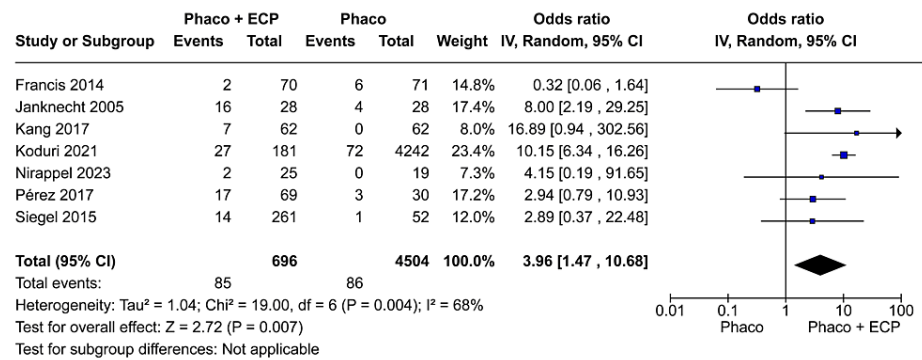 Phaco + ECP Phaco Odds ratio Odds ratio
Study or Subgroup Events Total Events Total Weight IV, Random, 95% CI IV, Random, 95% CI
Francis 2014 2 70 6 71 14.8% 0.32 [0.06 , 1.64]
Janknecht 2005 16 28 4 28 17.4% 8.00 [2.19 , 29.25]
Kang 2017 7 62 0 62 8.0% 16.89 [0.94 , 302.56]
Koduri 2021 27 181 72 4242 23.4% 10.15 [6.34 , 16.26]
Nirappel 2023 2 25 0 19 7.2% 4.15 [0.19 , 91.65]
Pérez 2017 17 69 3 30 17.2% 2.94 [0.79 , 10.93]
Siegel 2015 14 261 1 52 12.0% 2.89 [0.37 , 22.48]
Total (95% CI) 696 4504 100.0% 3.96 [1.47 , 10.68]
Total events: 85 86
Heterogeneity: Tau² = 1.04; Chi² = 19.00, df = 6 (P = 0.004); I² = 68%
Test for overall effect: Z = 2.72 (P = 0.007)
Test for subgroup differences: Not applicable
0.01 0.1 1 10 100
Phaco Phaco + ECP